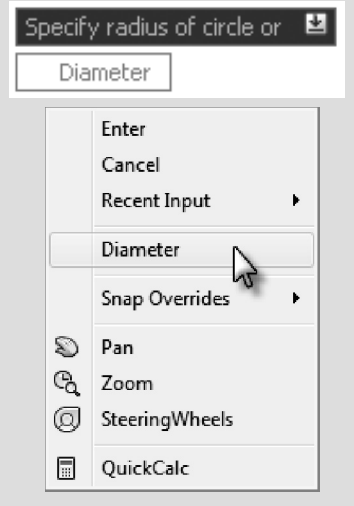 Specify radius of circle or
Diameter
Enter
Cancel
Recent Input
Diameter
Snap Overrides
Pan
Zoom
SteeringWheels
QuickCalc